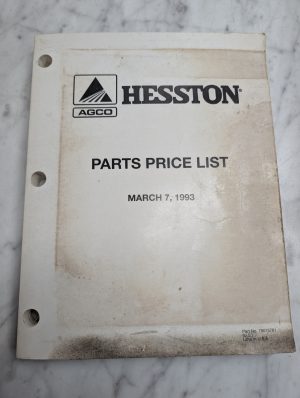 AGCO
HESSTON®
PARTS PRICE LIST
MARCH 7, 1993